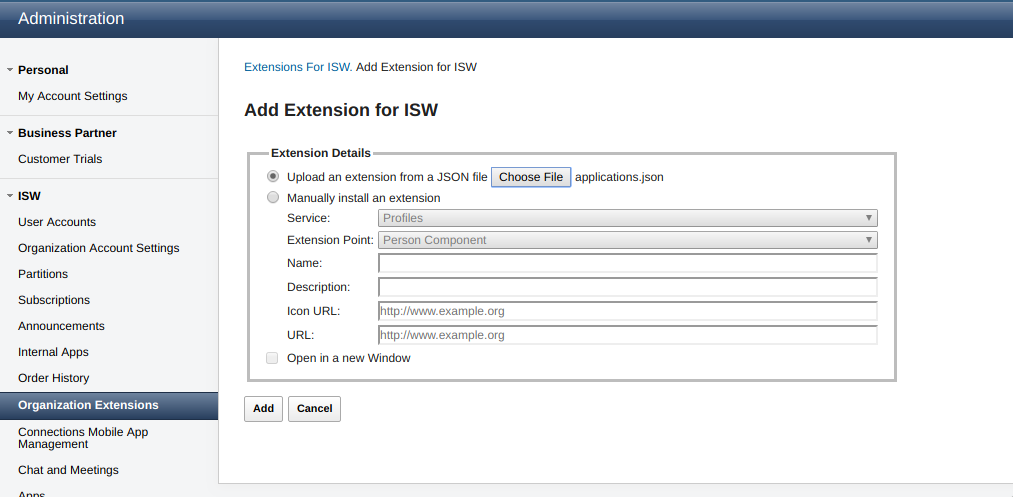 Administration
Personal
My Account Settings
Business Partner
Customer Trials
ISW
User Accounts
Organization Account Settings
Partitions
Subscriptions
Announcements
Internal Apps
Order History
Organization Extensions
Connections Mobile App
Management
Chat and Meetings
Apps
Extensions For ISW. Add Extension for ISW
Add Extension for ISW
Extension Details
Upload an extension from a JSON file Choose File applications.json
Manually install an extension
Service: Profiles
Extension Point: Person Component
Name:
Description:
Icon URL: http://www.example.org
URL: http://www.example.org
Open in a new Window
Add Cancel